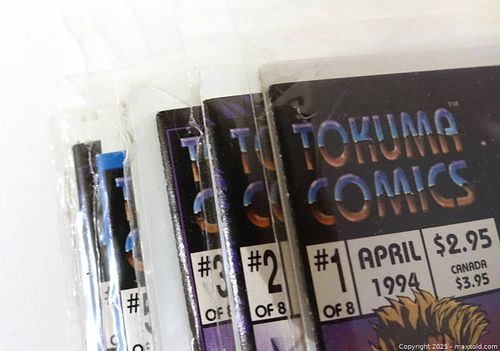 TOKUMA™
COMICS
#1 APRIL $2.95
OF 8 1994 CANADA
$3.95
#2
OF 8
#3
OF 8
Copyright 2025 - maxsold.com